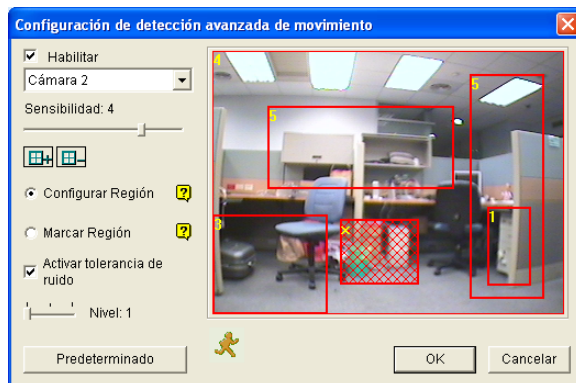 Configuración de detección avanzada de movimiento
Habilitar
Cámara 2
Sensibilidad: 4
Configurar Región
?
Marcar Región
?
Activar tolerancia de
ruido
Nivel: 1
Predeterminado
4
5
5
3
1
OK
Cancelar